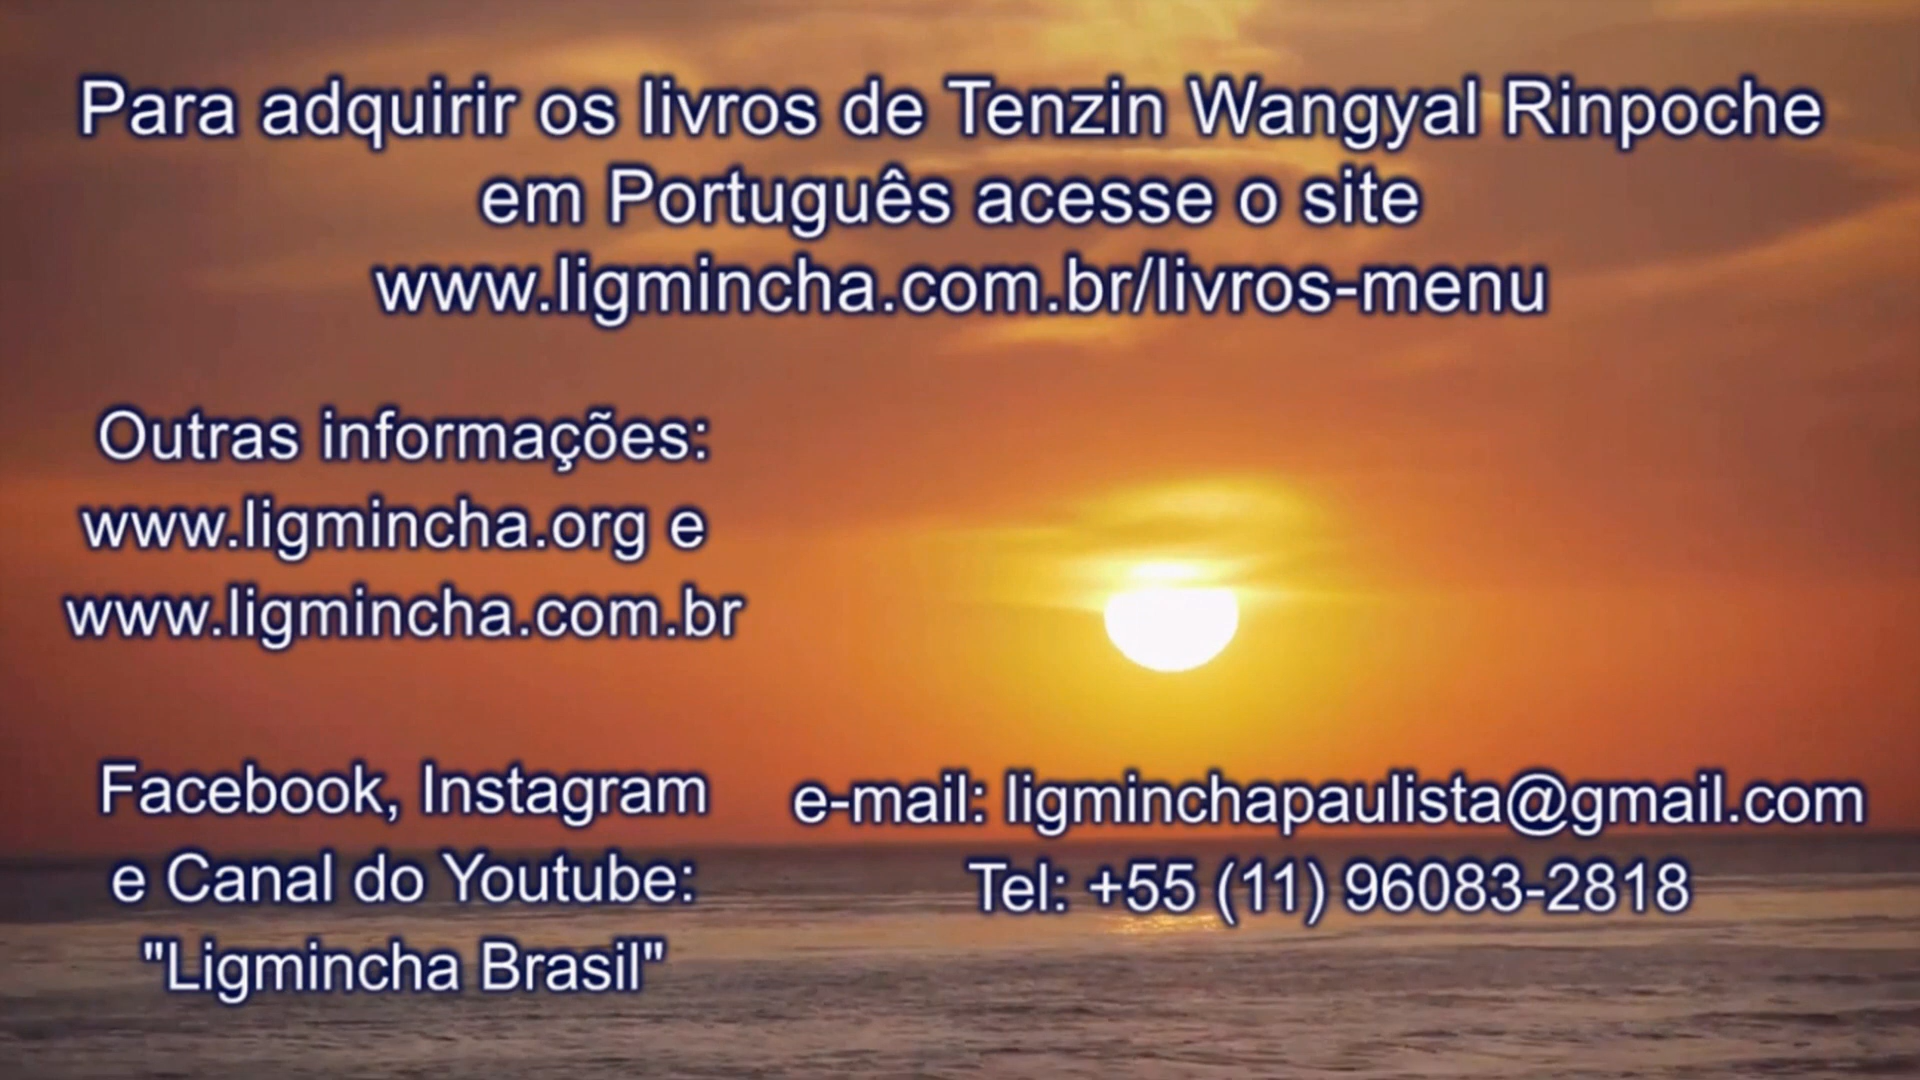 Para adquirir os livros de Tenzin Wangyal Rinpoche
em Português acesse o site
www.ligmincha.com.br/livros-menu
Outras informações:
www.ligmincha.org e
www.ligmincha.com.br
Facebook, Instagram
e Canal do Youtube:
"Ligmincha Brasil"
e-mail: ligminchapaulista@gmail.com
Tel: +55 (11) 96083-2818